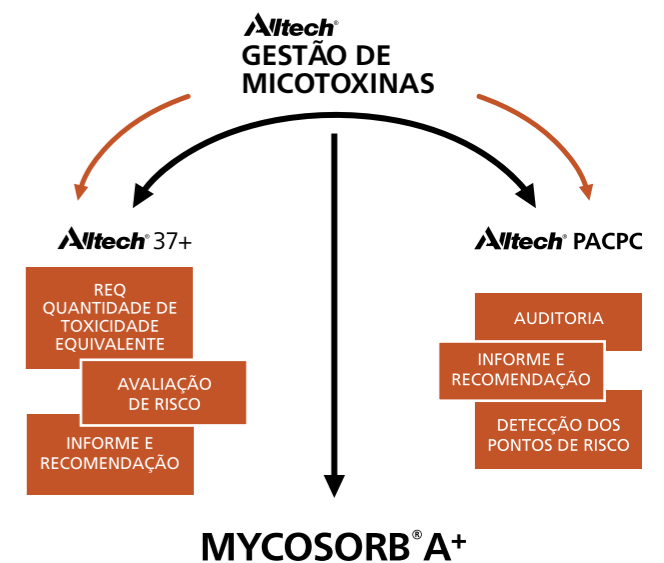 Alltech®
GESTÃO DE
MICOTOXINAS
Alltech® 37+
REQ
QUANTIDADE DE
TOXICIDADE
EQUIVALENTE
AVALIAÇÃO
DE RISCO
INFORME E
RECOMENDAÇÃO
Alltech® PACPC
AUDITORIA
INFORME E
RECOMENDAÇÃO
DETECÇÃO DOS
PONTOS DE RISCO
MYCOSORB® A+